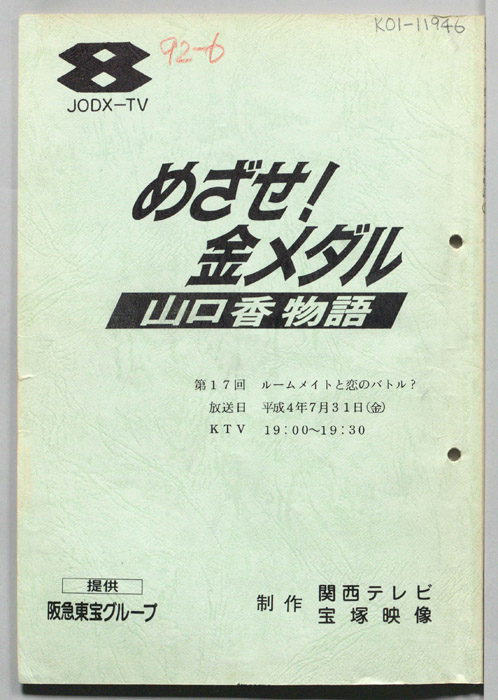 K01-11946
92-6
JODX-TV
めざせ!
金メダル
山口香物語
第17回 ルームメイトと恋のバトル?
放送日 平成4年7月31日(金)
KTV 19:00〜19:30
提供
阪急東宝グループ
制作 関西テレビ
宝塚映像